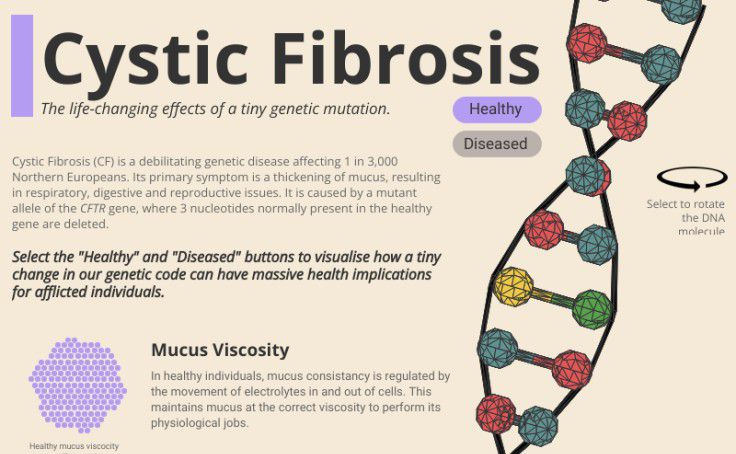 Cystic Fibrosis
The life-changing effects of a tiny genetic mutation.
Healthy
Diseased
Cystic Fibrosis (CF) is a debilitating genetic disease affecting 1 in 3,000
Northern Europeans. Its primary symptom is a thickening of mucus, resulting
in respiratory, digestive and reproductive issues. It is caused by a mutant
allele of the CFTR gene, where 3 nucleotides normally present in the healthy
gene are deleted.
Select the "Healthy" and "Diseased" buttons to visualise how a tiny
change in our genetic code can have massive health implications
for afflicted individuals.
Select to rotate
the DNA
molecule
Mucus Viscosity
In healthy individuals, mucus consistancy is regulated by
the movement of electrolytes in and out of cells. This
maintains mucus at the correct viscosity to perform its
physiological jobs.
Healthy mucus viscocity